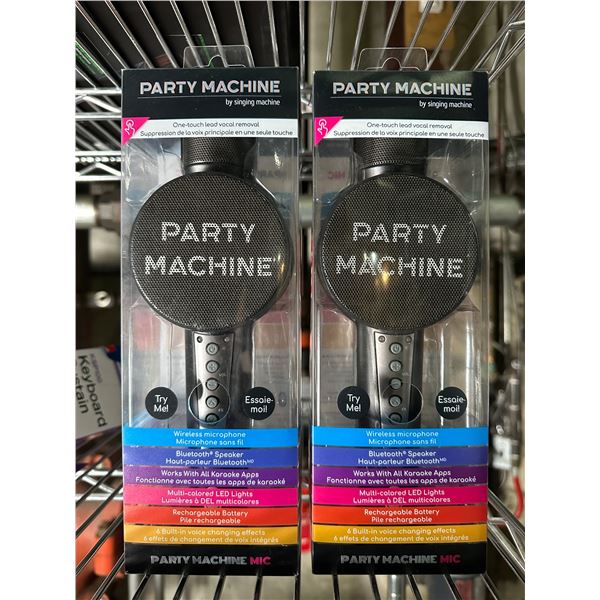 PARTY MACHINE
by singing machine
One-touch lead vocal removal
Suppression de la voix principale en une seule touche
PARTY
MACHINE
Try
Me!
Essaie-
moi!
Wireless microphone
Microphone sans fil
Bluetooth® Speaker
Haut-parleur Bluetooth MD
Works With All Karaoke Apps
Fonctionne avec toutes les apps de karaoké
Multi-colored LED Lights
Lumières à DEL multicolores
Rechargeable Battery
Pile rechargeable
6 Built-in voice changing effects
6 effets de changement de voix intégrés
PARTY MACHINE MIC
PARTY MACHINE
by singing machine
One-touch lead vocal removal
Suppression de la voix principale en une seule touche
PARTY
MACHINE
Try
Me!
Essaie-
moi!
Wireless microphone
Microphone sans fil
Bluetooth® Speaker
Haut-parleur Bluetooth MD
Works With All Karaoke Apps
Fonctionne avec toutes les apps de karaoké
Multi-colored LED Lights
Lumières à DEL multicolores
Rechargeable Battery
Pile rechargeable
6 Built-in voice changing effects
6 effets de changement de voix intégrés
PARTY MACHINE MIC
Keyboard